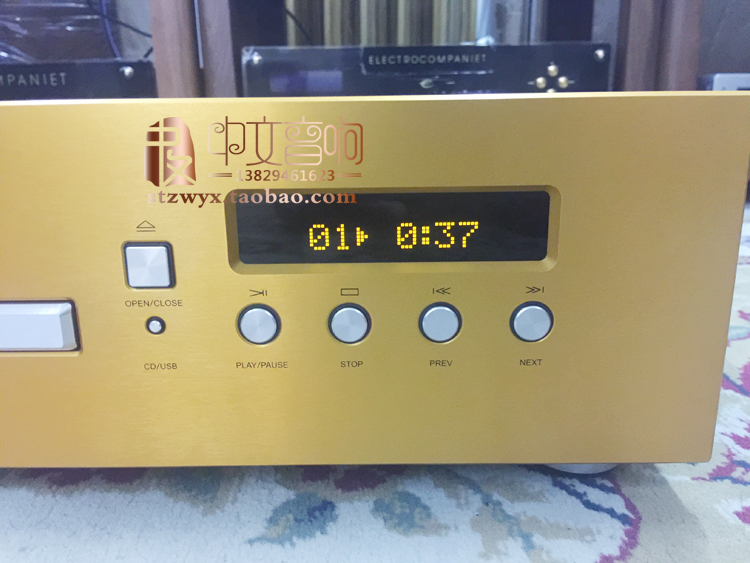 OMPANIET
ELECTROCOMPANIET
中文音响
13829461623
stzwyx.taobao.com
01 0:37
OPEN/CLOSE
CD/USB
PLAY/PAUSE
STOP
PREV
NEXT